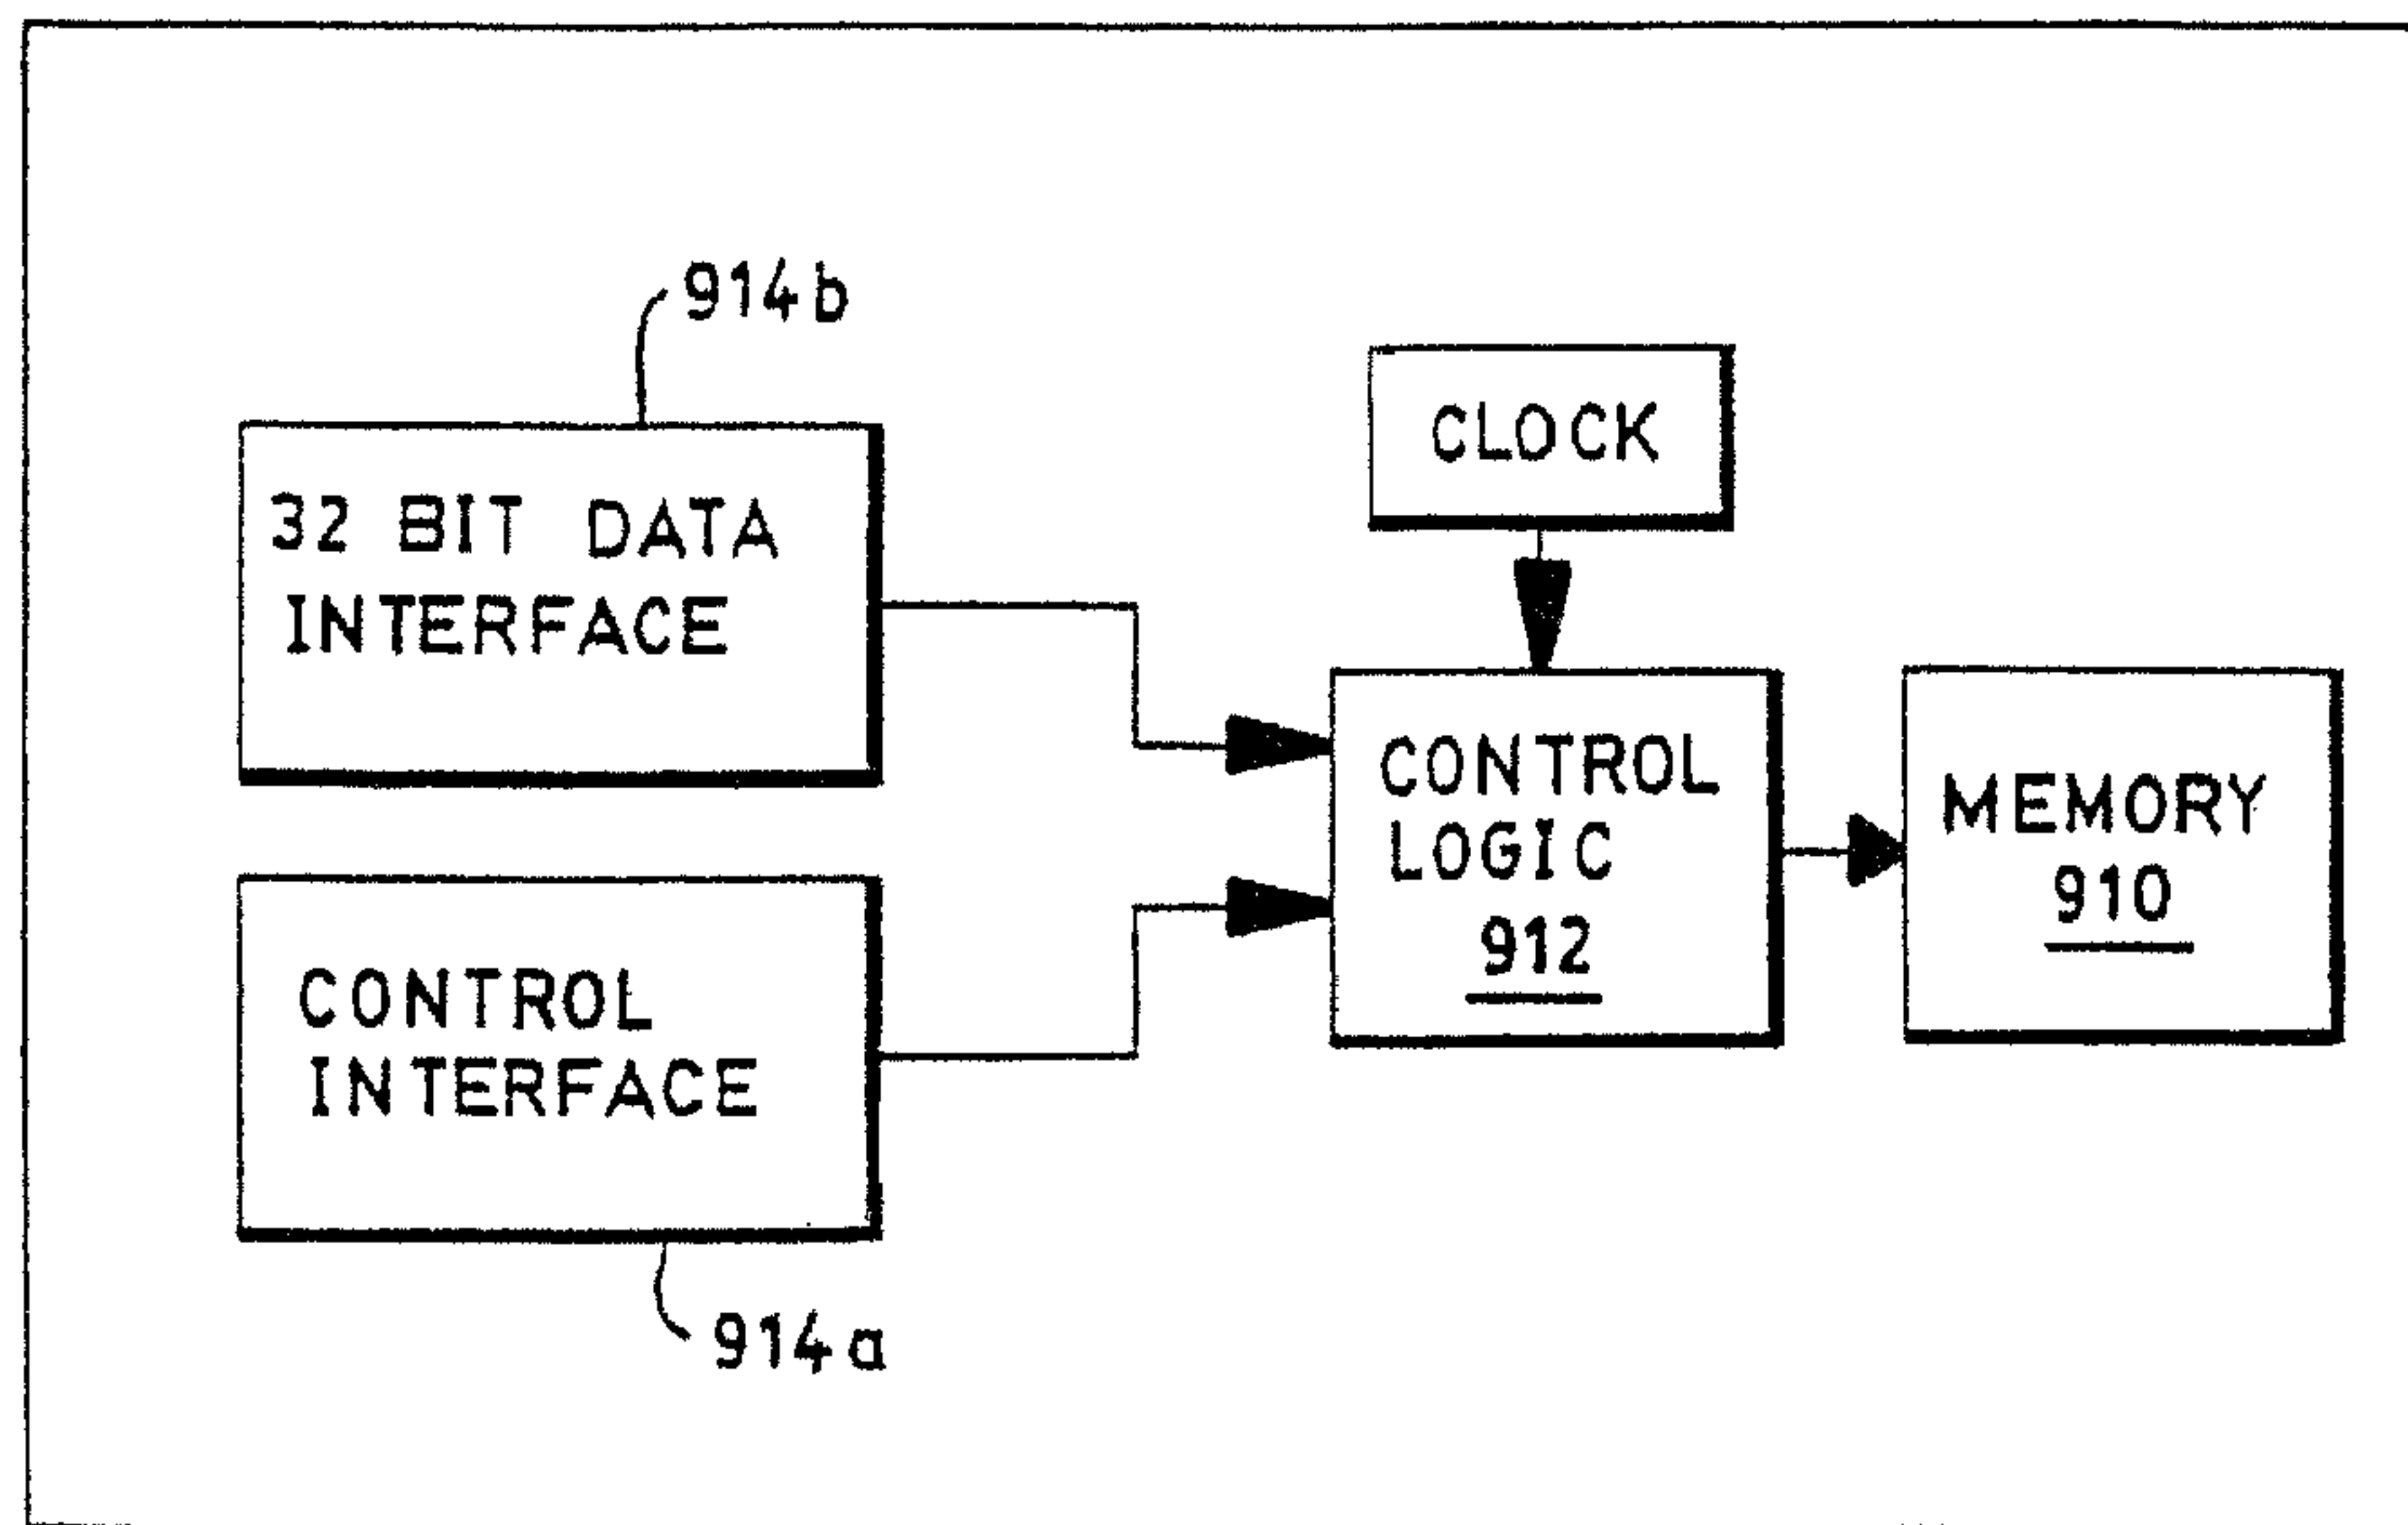 914b
32 BIT DATA
INTERFACE
CLOCK
CONTROL
LOGIC
912
MEMORY
910
CONTROL
INTERFACE
914a